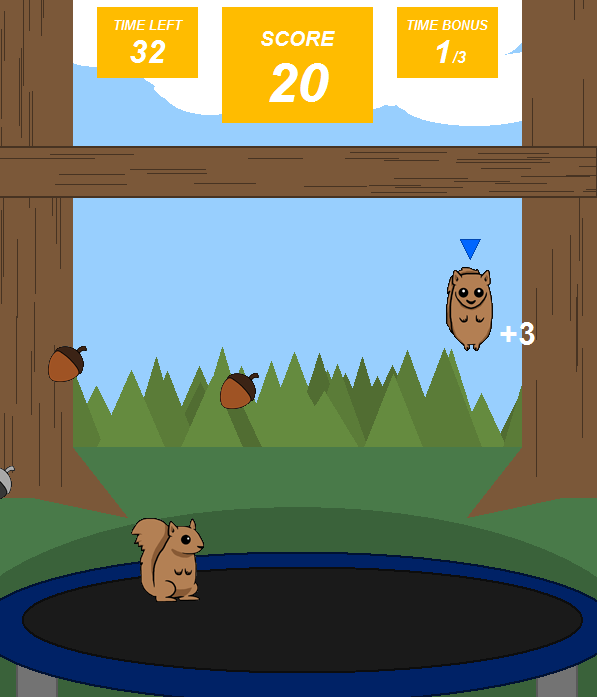 TIME LEFT
32
SCORE
20
TIME BONUS
1/3
+3